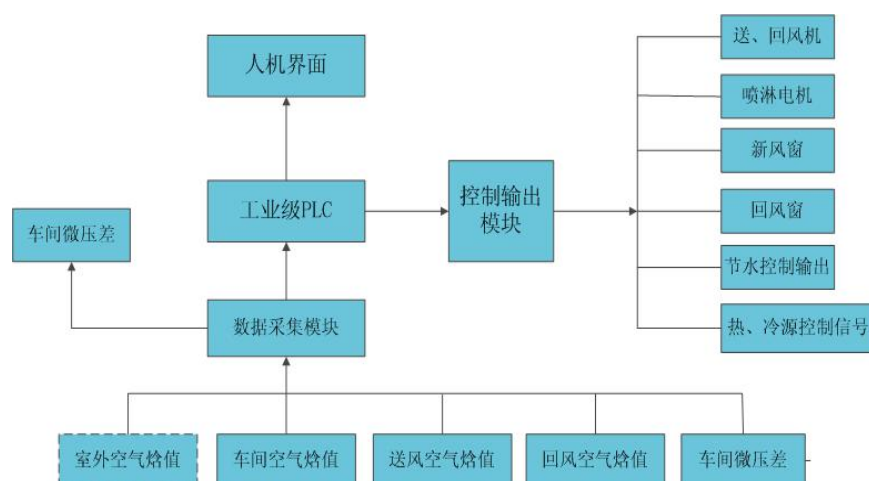 人机界面
送、回风机
喷淋电机
新风窗
工业级PLC
控制输出
模块
回风窗
车间微压差
节水控制输出
数据采集模块
热、冷源控制信号
室外空气焓值
车间空气焓值
送风空气焓值
回风空气焓值
车间微压差